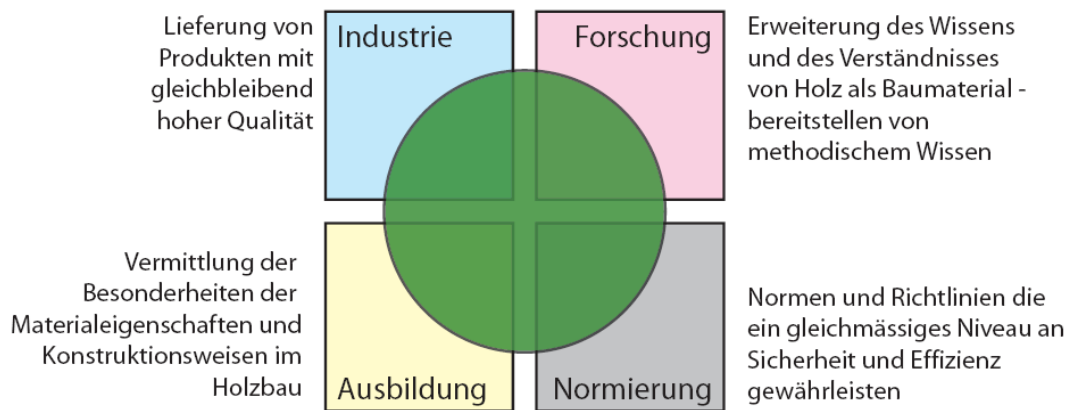 Lieferung von
Produkten mit
gleichbleibend
hoher Qualität
Industrie
Forschung
Erweiterung des Wissens
und des Verständnisses
von Holz als Baumaterial -
bereitstellen von
methodischem Wissen
Vermittlung der
Besonderheiten der
Materialeigenschaften und
Konstruktionsweisen im
Holzbau
Ausbildung
Normierung
Normen und Richtlinien die
ein gleichmässiges Niveau an
Sicherheit und Effizienz
gewährleisten